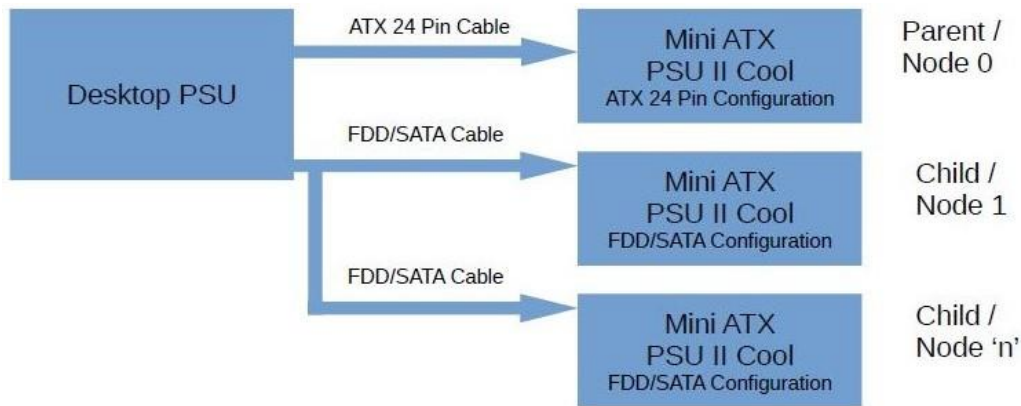 Desktop PSU
ATX 24 Pin Cable
Mini ATX
PSU II Cool
ATX 24 Pin Configuration
Parent /
Node 0
FDD/SATA Cable
Mini ATX
PSU II Cool
FDD/SATA Configuration
Child /
Node 1
FDD/SATA Cable
Mini ATX
PSU II Cool
FDD/SATA Configuration
Child /
Node ‘n’